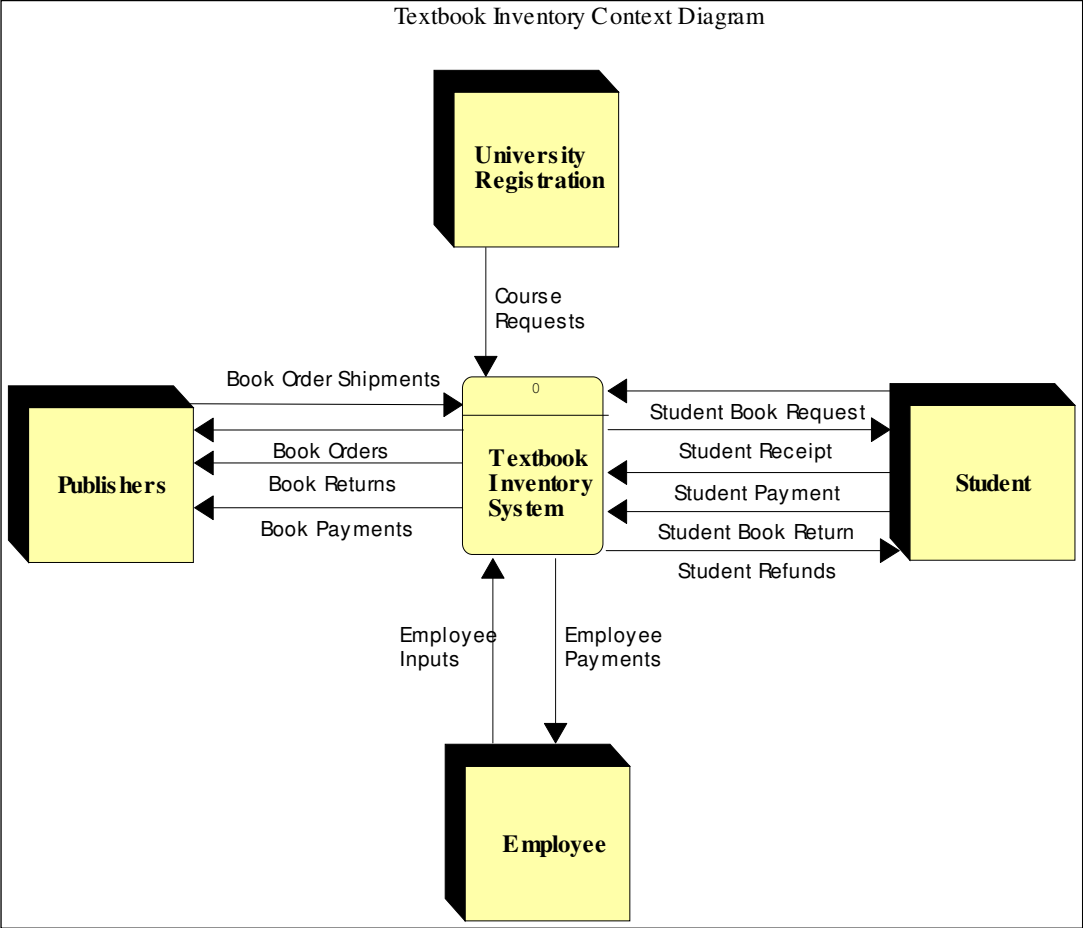 Textbook Inventory Context Diagram
University
Registration
Course
Requests
Book Order Shipments
0
Student Book Request
Book Orders
Student Receipt
Textbook
Inventory
System
Publishers
Book Returns
Student Payment
Student
Book Payments
Student Book Return
Student Refunds
Employee
Inputs
Employee
Payments
Employee